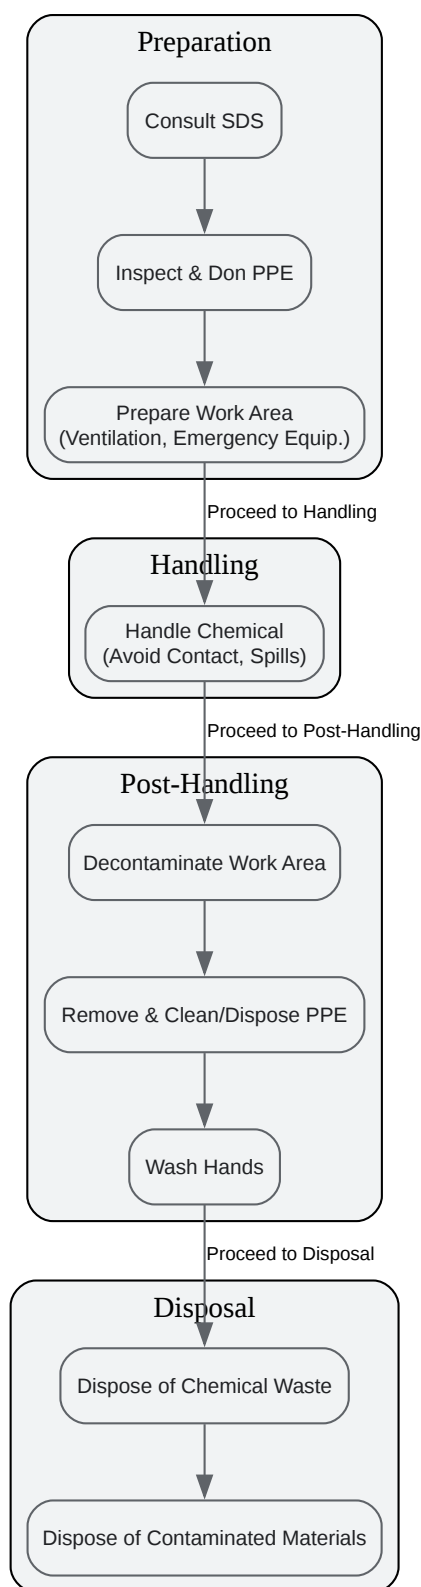 Preparation
Consult SDS
Inspect & Don PPE
Prepare Work Area
(Ventilation, Emergency Equip.)
Proceed to Handling
Handling
Handle Chemical
(Avoid Contact, Spills)
Proceed to Post-Handling
Post-Handling
Decontaminate Work Area
Remove & Clean/Dispose PPE
Wash Hands
Proceed to Disposal
Disposal
Dispose of Chemical Waste
Dispose of Contaminated Materials